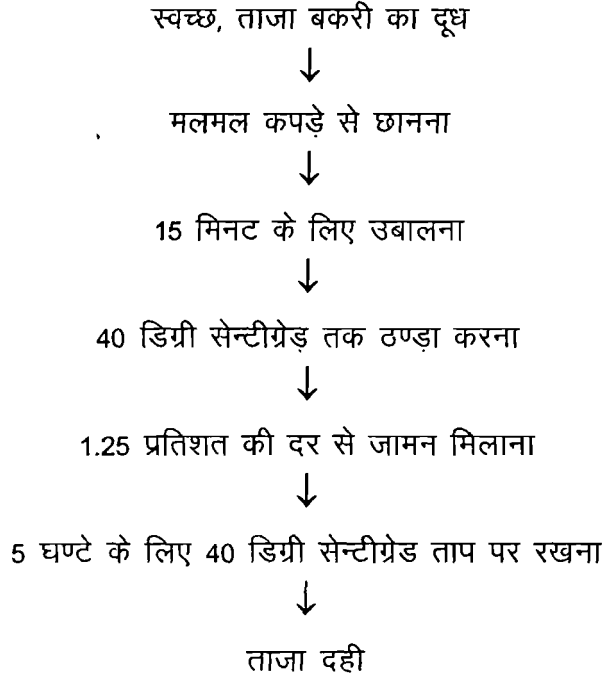 स्वच्छ, ताजा बकरी का दूध
↓
मलमल कपड़े से छानना
↓
15 मिनट के लिए उबालना
↓
40 डिग्री सेन्टीग्रेड़ तक ठण्ड़ा करना
↓
1.25 प्रतिशत की दर से जामन मिलाना
↓
5 घण्टे के लिए 40 डिग्री सेन्टीग्रेड ताप पर रखना
↓
ताजा दही